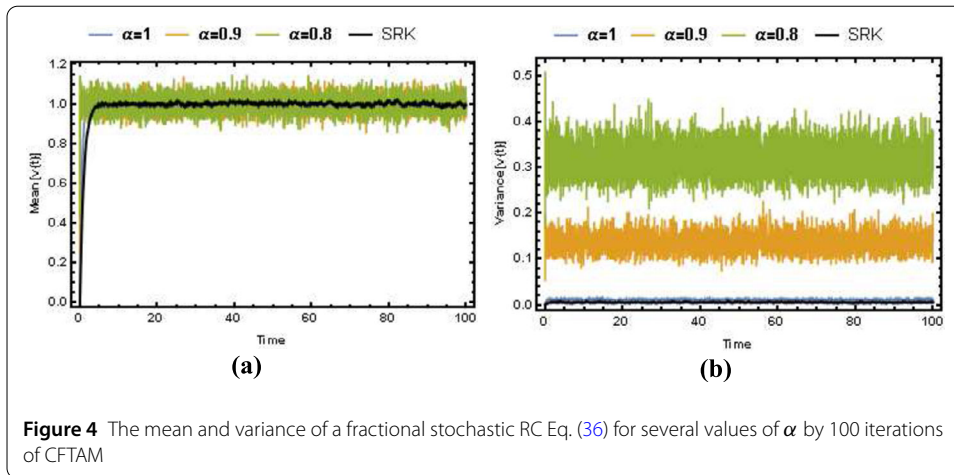 α=1 α=0.9 α=0.8 SRK
1.2
1.0
0.8
0.6
0.4
0.2
0.0
Mean[v(t)]
0 20 40 60 80 100
Time
(a)
α=1 α=0.9 α=0.8 SRK
0.5
0.4
0.3
0.2
0.1
0.0
Variance[v(t)]
0 20 40 60 80 100
Time
(b)
Figure 4 The mean and variance of a fractional stochastic RC Eq. (36) for several values of α by 100 iterations
of CFTAM